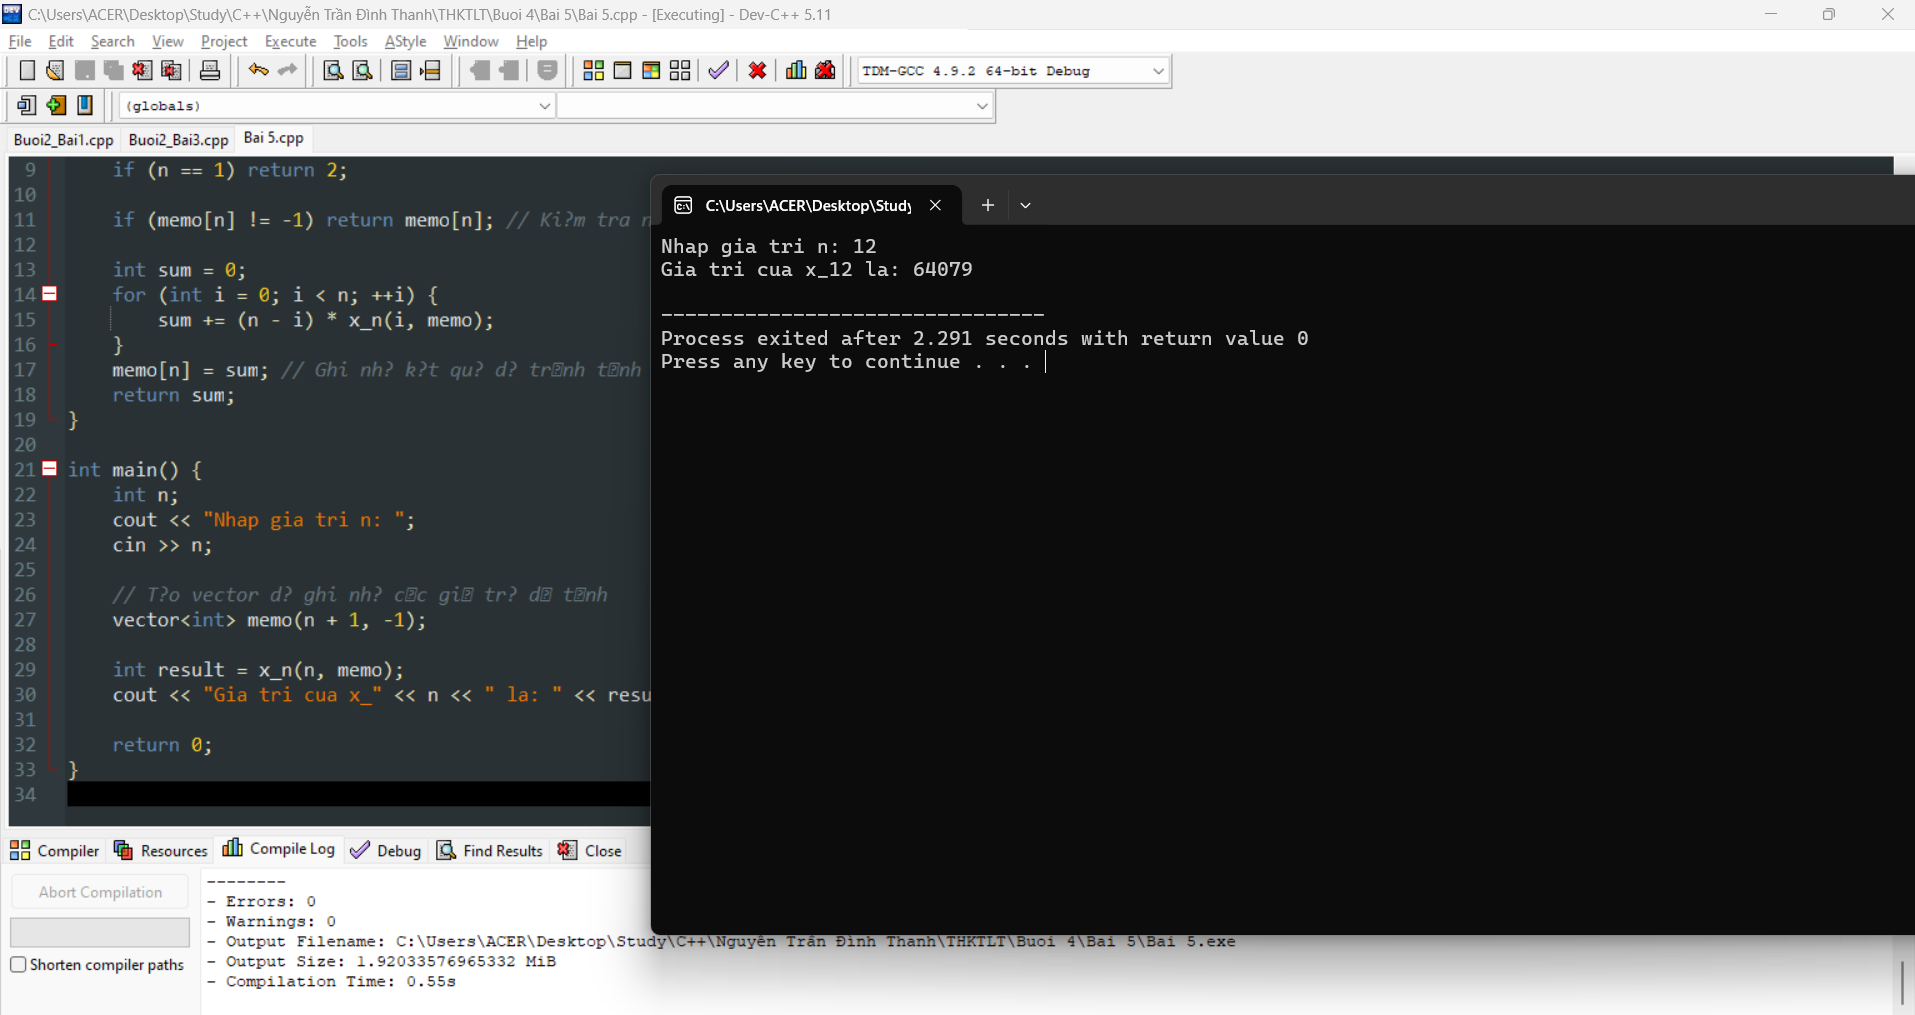 C:\Users\ACER\Desktop\Study\C++\Nguyễn Trần Đình Thanh\THKTLT\Buoi 4\Bai 5\Bai 5.cpp - [Executing] - Dev-C++ 5.11
File Edit Search View Project Execute Tools AStyle Window Help
TDM-GCC 4.9.2 64-bit Debug
(globals)
Buoi2_Bai1.cpp Buoi2_Bai3.cpp Bai 5.cpp
9 if (n == 1) return 2;
10
11 if (memo[n] != -1) return memo[n]; // Ki?m tra n
12
13 int sum = 0;
14 for (int i = 0; i < n; ++i) {
15 sum += (n - i) * x_n(i, memo);
16 }
17 memo[n] = sum; // Ghi nh? k?t qu? d? tr�nh t�nh
18 return sum;
19 }
20
21 int main() {
22 int n;
23 cout << "Nhap gia tri n: ";
24 cin >> n;
25
26 // T?o vector d? ghi nh? c�c gi� tr? d� t�nh
27 vector<int> memo(n + 1, -1);
28
29 int result = x_n(n, memo);
30 cout << "Gia tri cua x_" << n << " la: " << resu
31
32 return 0;
33 }
34
C:\Users\ACER\Desktop\Study
Nhap gia tri n: 12
Gia tri cua x_12 la: 64079
--------------------------------
Process exited after 2.291 seconds with return value 0
Press any key to continue . . .
Compiler Resources Compile Log Debug Find Results Close
Abort Compilation
Shorten compiler paths
--------
- Errors: 0
- Warnings: 0
- Output Filename: C:\Users\ACER\Desktop\Study\C++\Nguyễn Trần Đình Thanh\THKTLT\Buoi 4\Bai 5\Bai 5.exe
- Output Size: 1.92033576965332 MiB
- Compilation Time: 0.55s